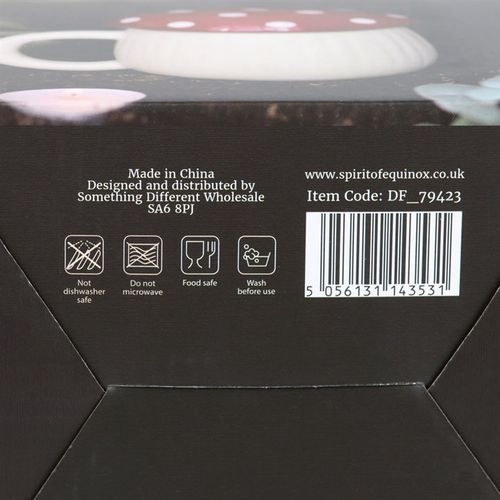 Made in China
Designed and distributed by
Something Different Wholesale
SA6 8PJ
Not
dishwasher
safe
Do not
microwave
Food safe
Wash
before use
www.spiritofequinox.co.uk
Item Code: DF_79423
5 056131 143531